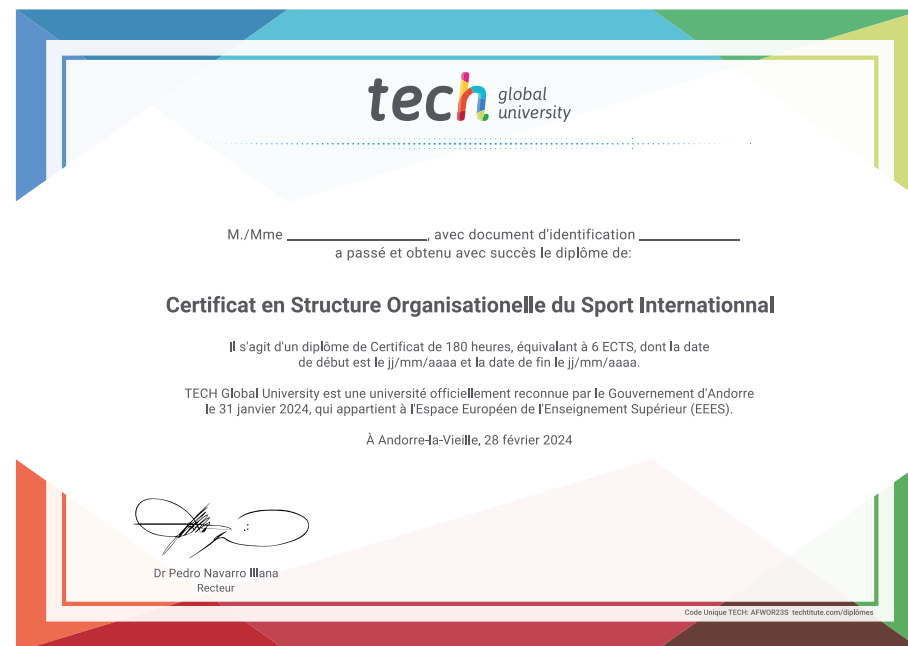 tech global university
M./Mme ____________, avec document d'identification ____________
a passé et obtenu avec succès le diplôme de:
Certificat en Structure Organisationelle du Sport Internationnal
Il s'agit d'un diplôme de Certificat de 180 heures, équivalant à 6 ECTS, dont la date
de début est le jj/mm/aaaa et la date de fin le jj/mm/aaaa.
TECH Global University est une université officiellement reconnue par le Gouvernement d'Andorre
le 31 janvier 2024, qui appartient à l'Espace Européen de l'Enseignement Supérieur (EEES).
À Andorre-la-Vieille, 28 février 2024
Dr Pedro Navarro Illana
Recteur
Code Unique TECH: AFWOR23S techtitute.com/diplômes